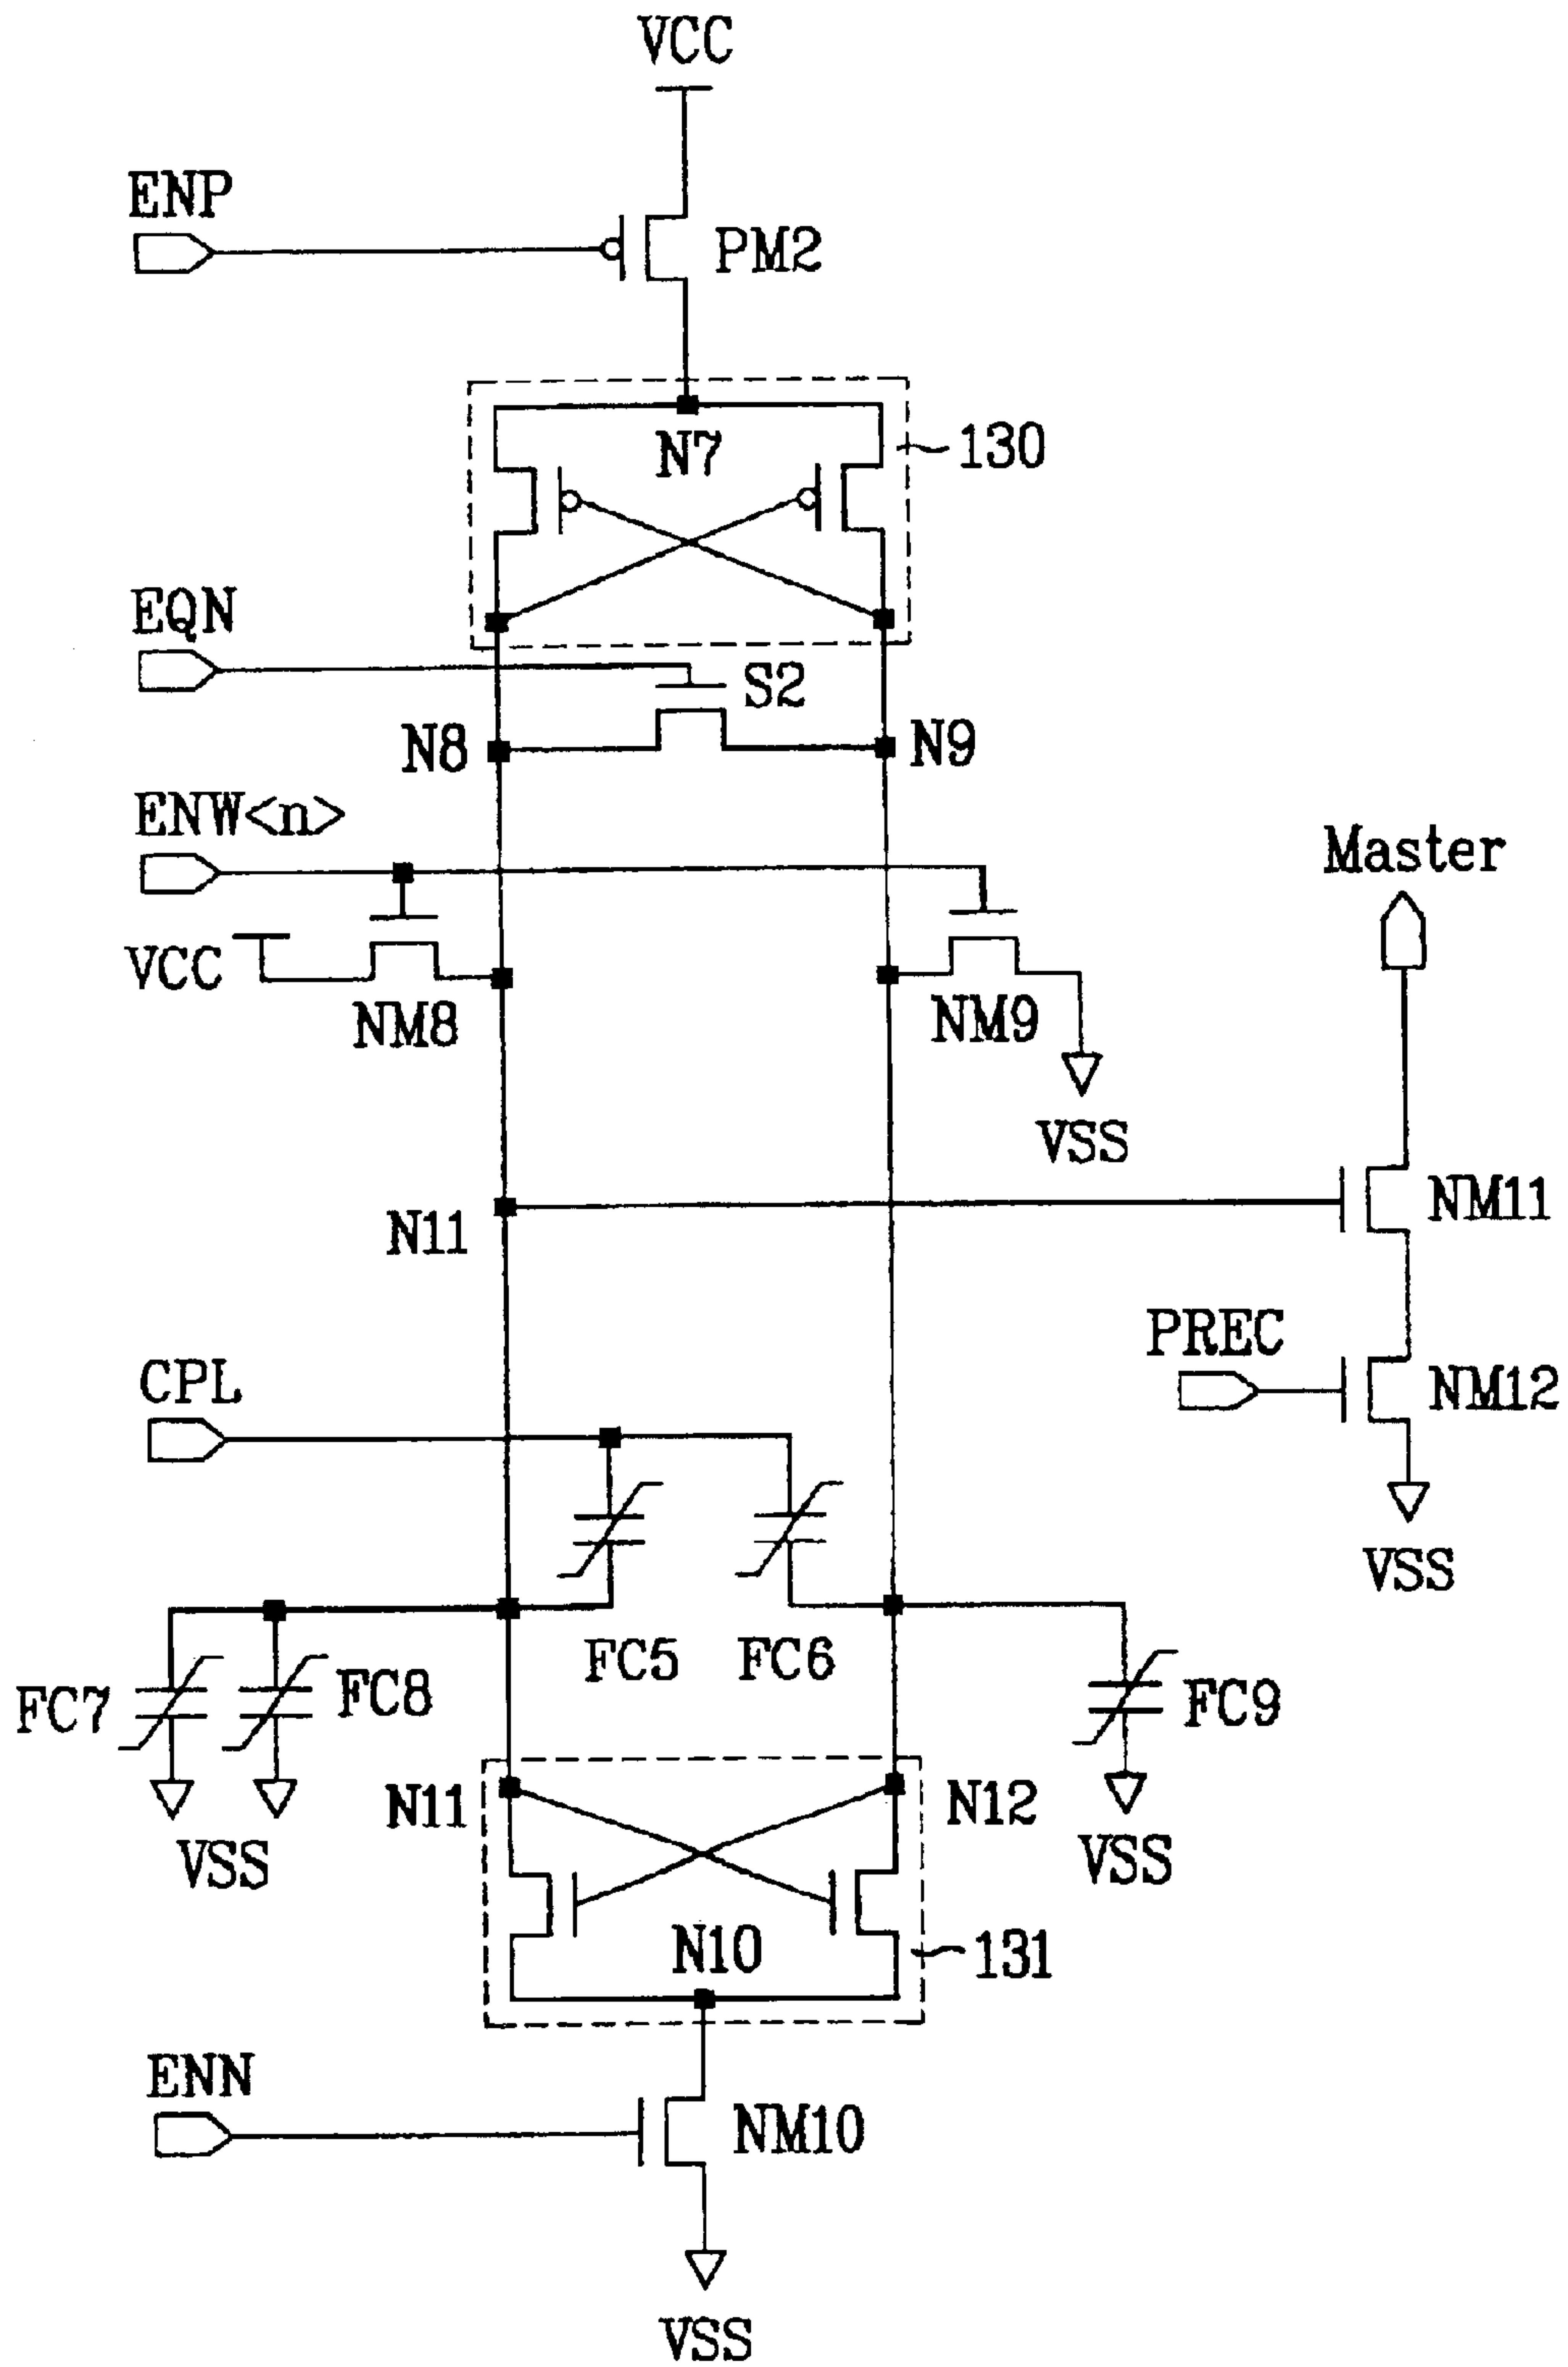 VCC
ENP
PM2
N7
130
EQN
S2
N8
N9
ENW<n>
Master
VCC
NM8
NM9
VSS
N11
NM11
PREC
CPL
NM12
VSS
FC5
FC6
FC7
FC8
FC9
N11
N12
VSS
VSS
N10
131
ENN
NM10
VSS